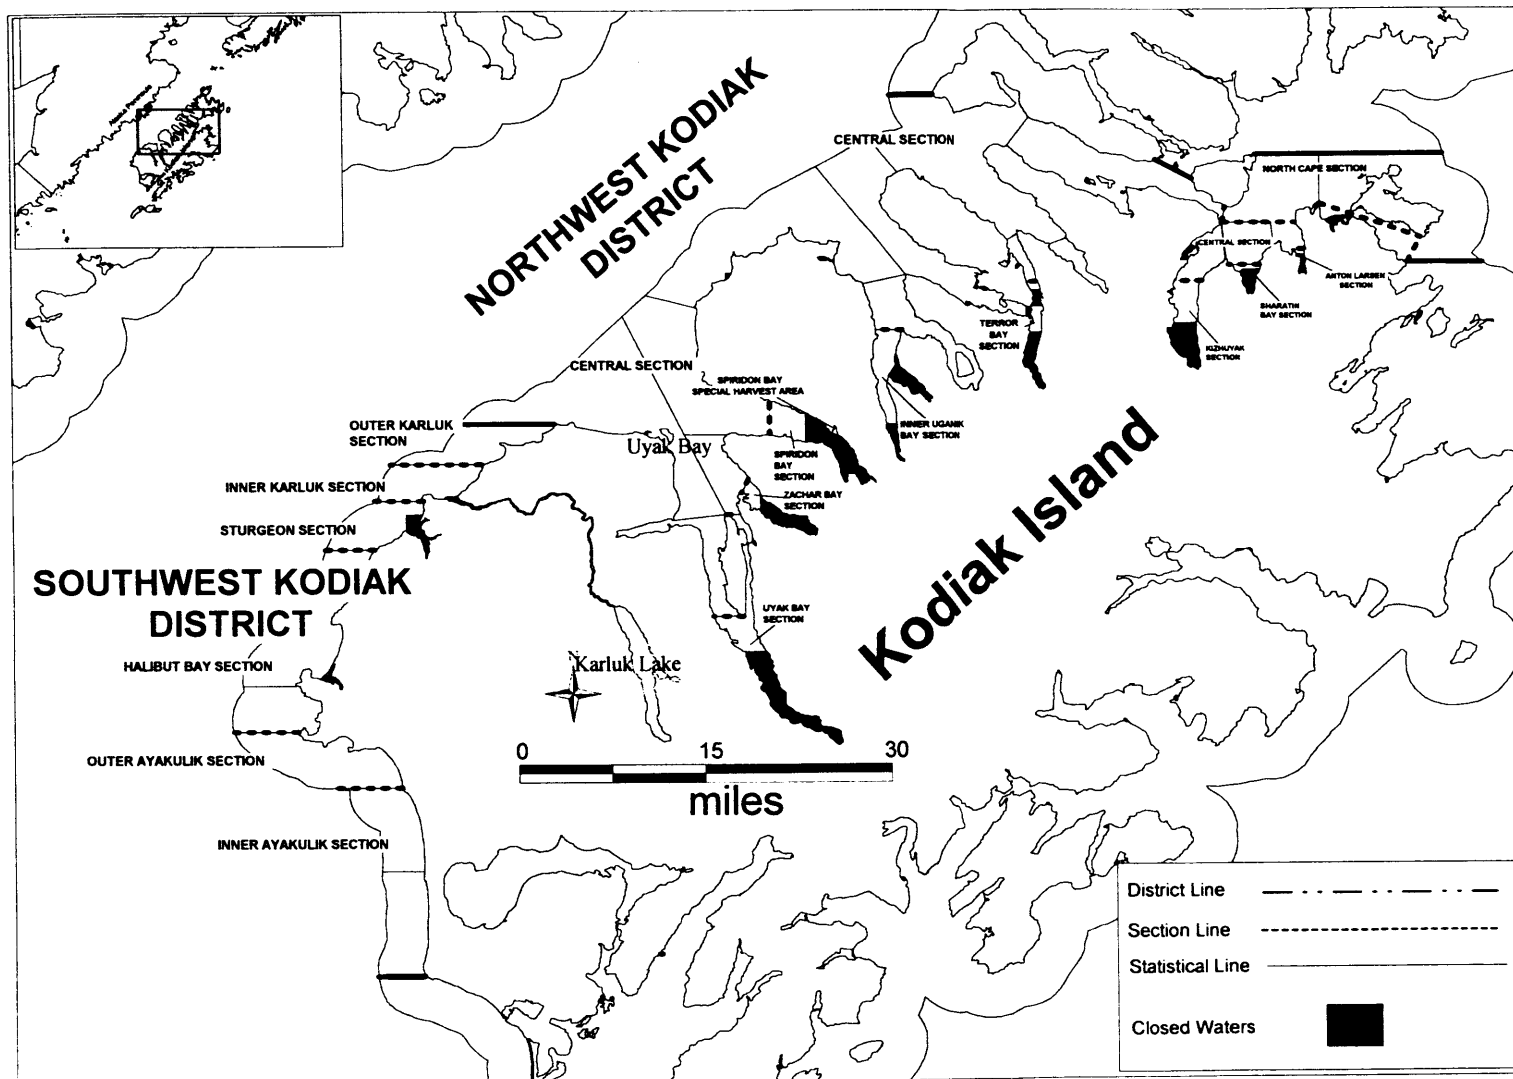 Alaska Peninsula
NORTHWEST KODIAK
DISTRICT
CENTRAL SECTION
NORTH CAPE SECTION
CENTRAL SECTION
ANTON LARSEN
SECTION
SHARATIN
BAY SECTION
KIZHUYAK
SECTION
TERROR
BAY
SECTION
CENTRAL SECTION
SPIRIDON BAY
SPECIAL HARVEST AREA
INNER UGANIK
BAY SECTION
OUTER KARLUK
SECTION
Uyak Bay
SPIRIDON
BAY
SECTION
INNER KARLUK SECTION
ZACHAR BAY
SECTION
STURGEON SECTION
Kodiak Island
SOUTHWEST KODIAK
DISTRICT
UYAK BAY
SECTION
HALIBUT BAY SECTION
Karluk Lake
OUTER AYAKULIK SECTION
0 15 30
miles
INNER AYAKULIK SECTION
District Line
Section Line
Statistical Line
Closed Waters